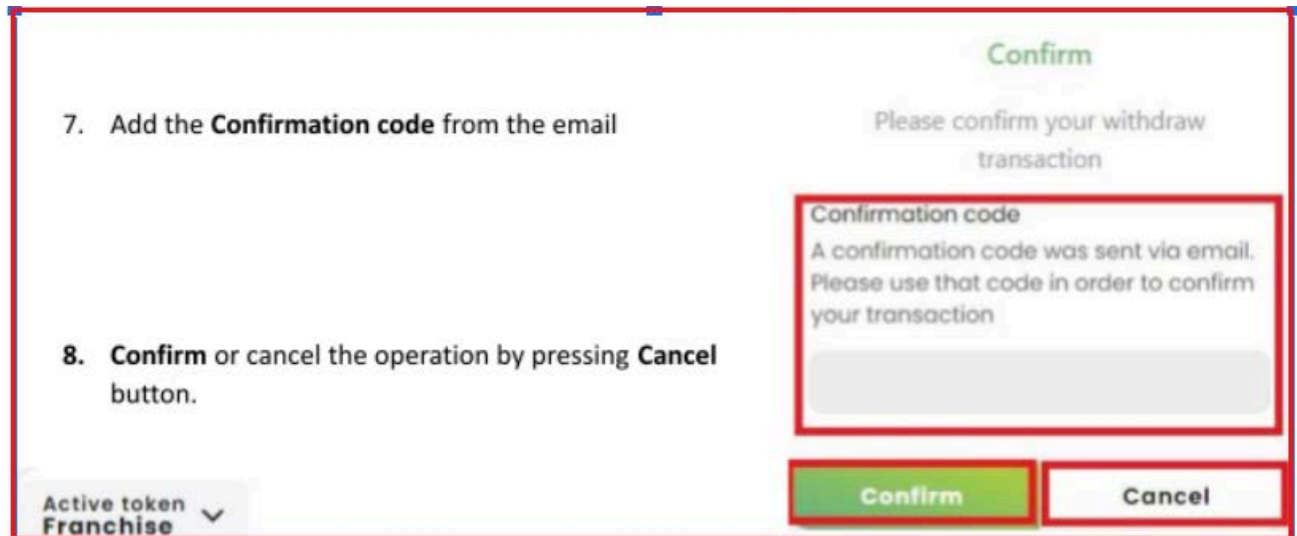 7. Add the Confirmation code from the email
8. Confirm or cancel the operation by pressing Cancel
button.
Active token
Franchise
Confirm
Please confirm your withdraw
transaction
Confirmation code
A confirmation code was sent via email.
Please use that code in order to confirm
your transaction
Confirm
Cancel